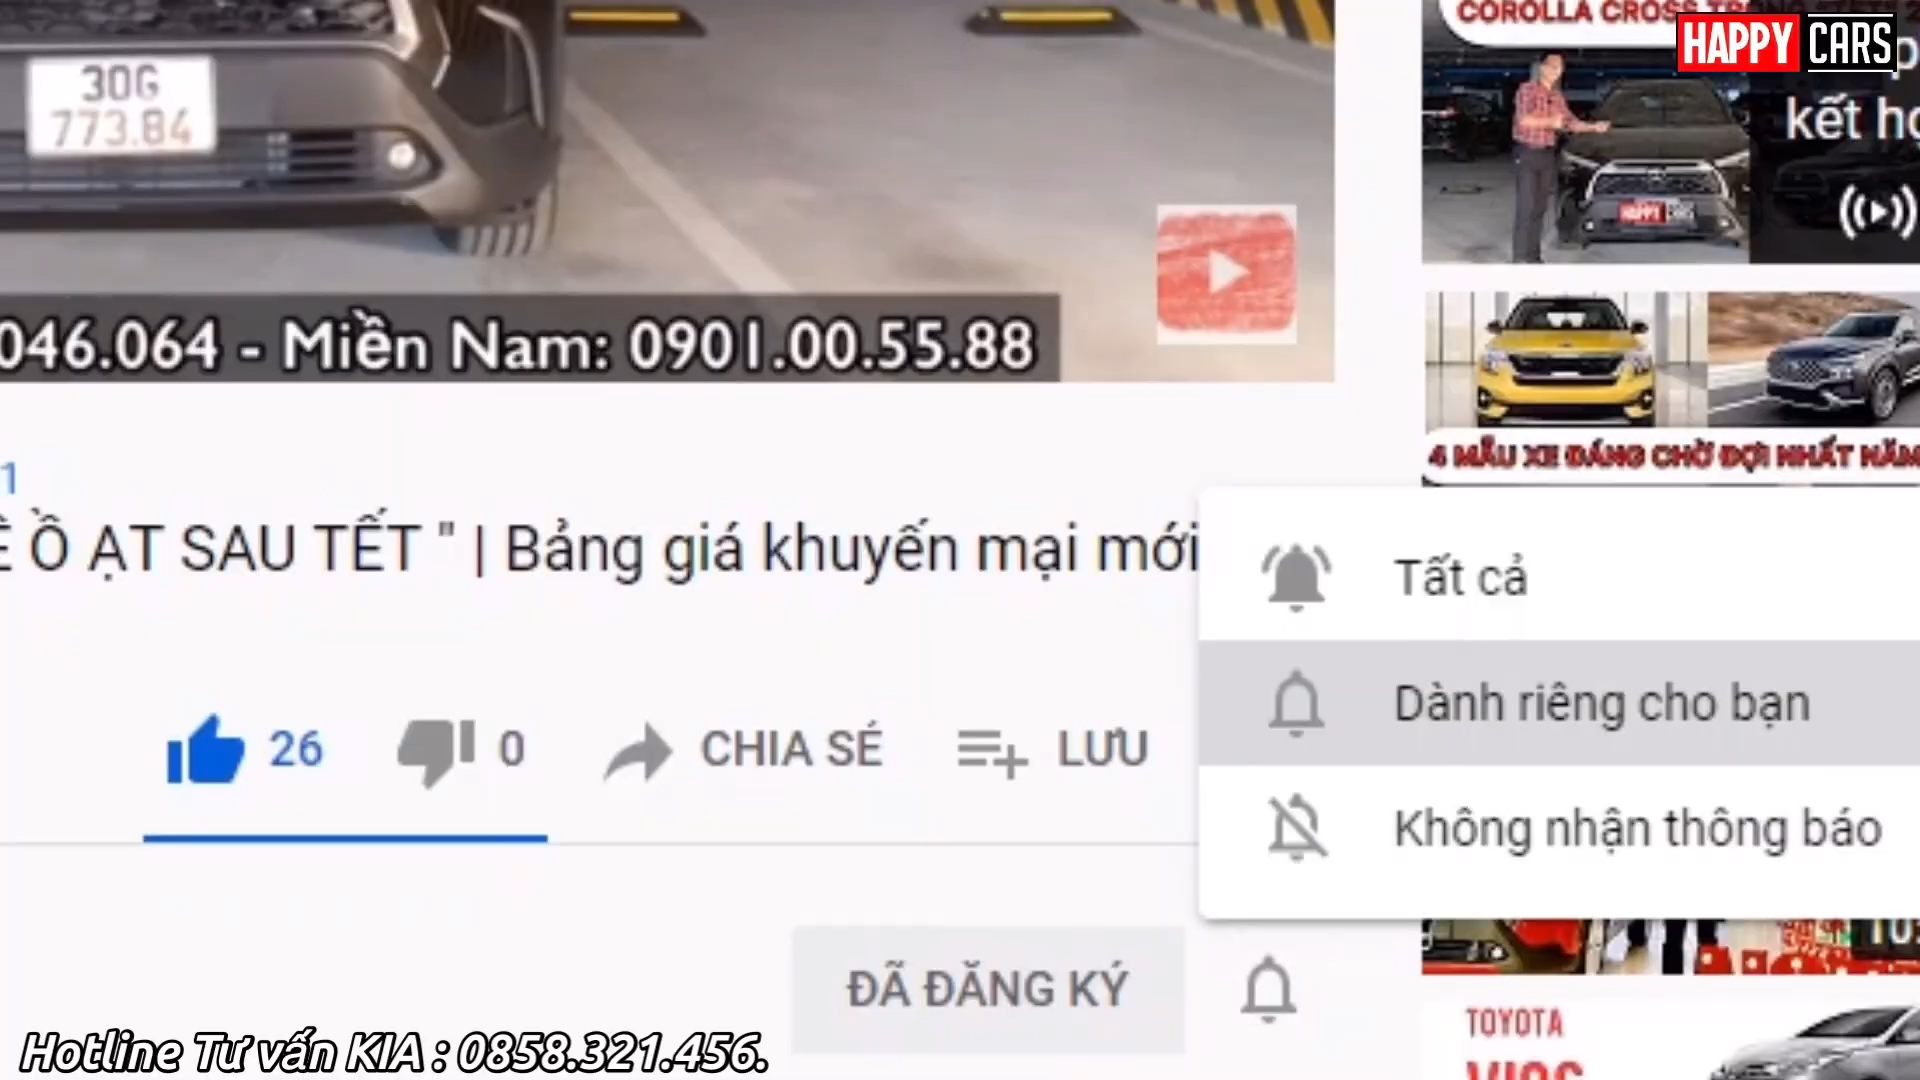 COROLLA CROSS
HAPPY CARS
30G
773.84
kết
HAPPY CARS
046.064 - Miền Nam: 0901.00.55.88
4 MẪU XE ĐÁNG CHỜ ĐỢI NHẤT NĂM
1
Ồ ẠT SAU TẾT " | Bảng giá khuyến mại mới
Tất cả
Dành riêng cho bạn
Không nhận thông báo
26
0
CHIA SẺ
LƯU
ĐÃ ĐĂNG KÝ
TOYOTA
VIOS
Hotline Tư vấn KIA : 0858.321.456.